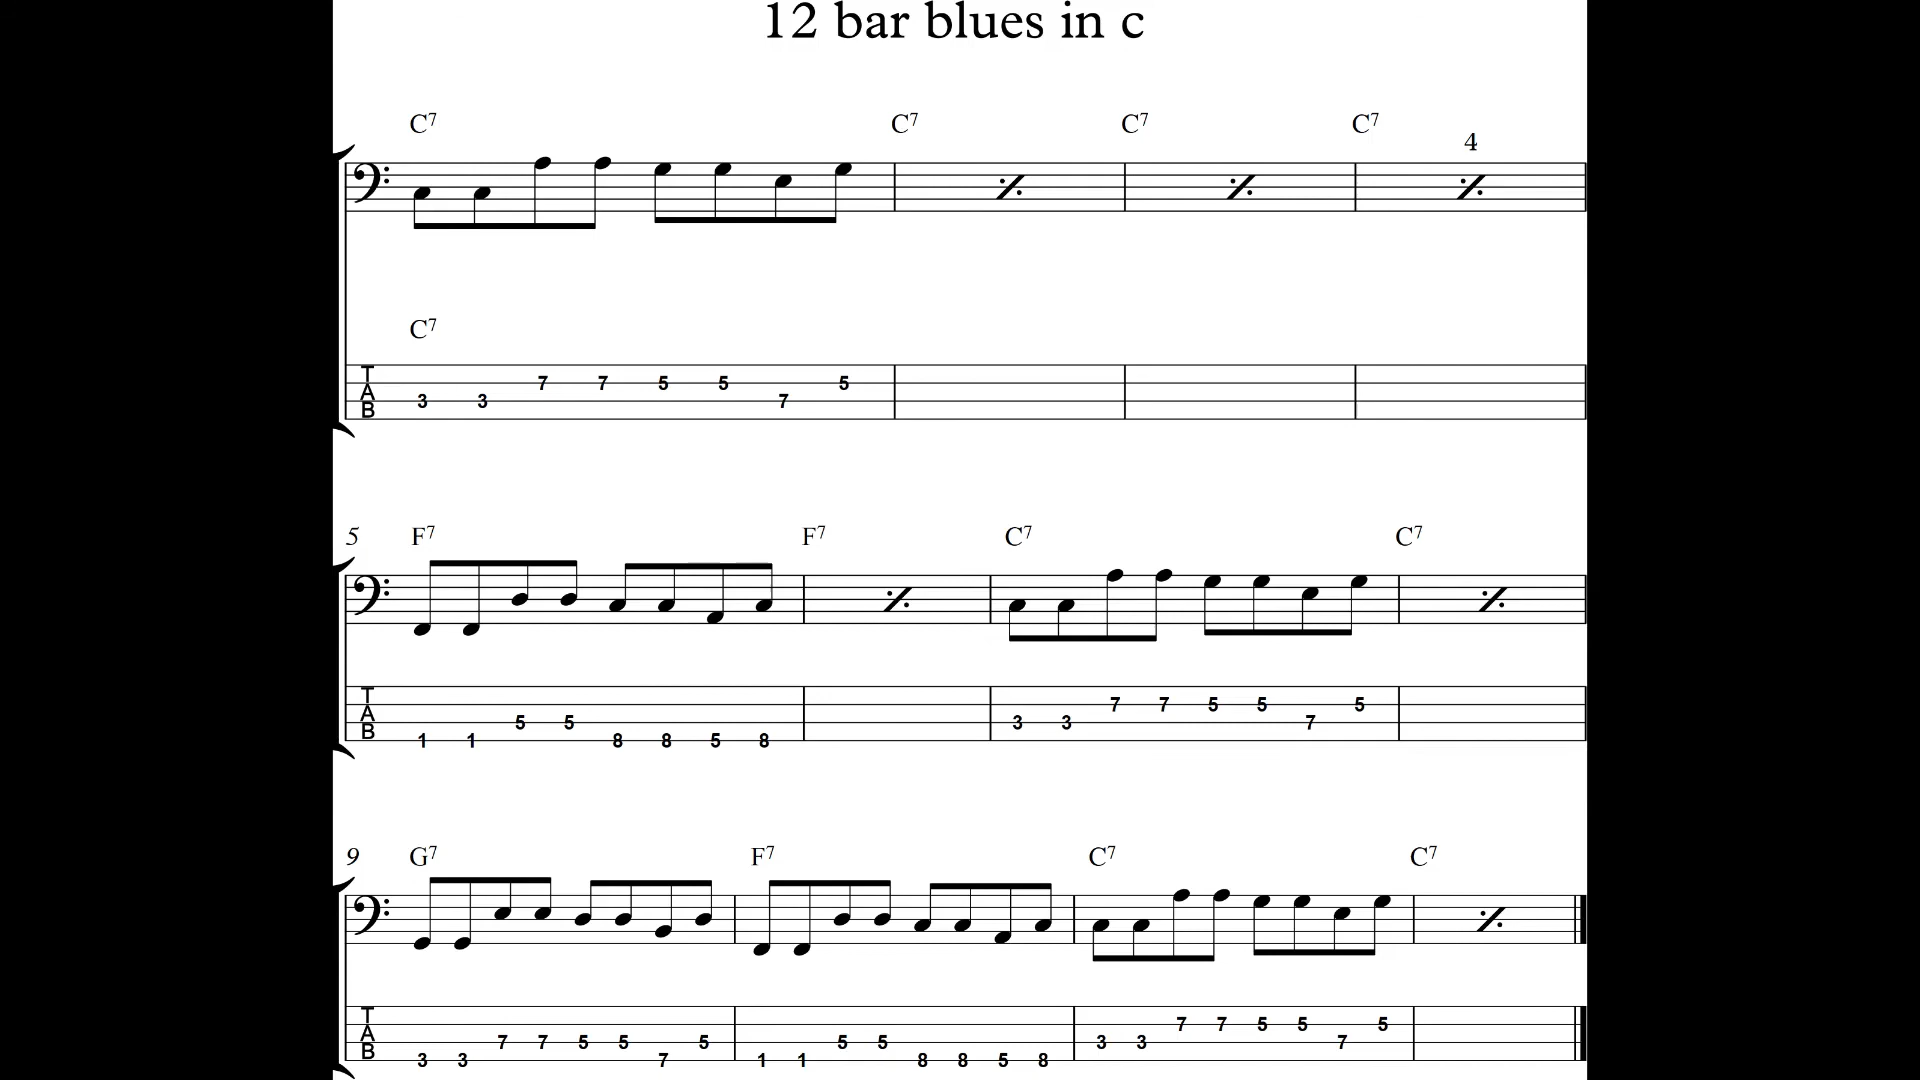 12 bar blues in c
C7 C7 C7 C7
4
C7
T A B 3 3 7 7 5 5 7 5
5 F7 F7 C7 C7
T A B 1 1 5 5 8 8 5 8 3 3 7 7 5 5 7 5
9 G7 F7 C7 C7
T A B 3 3 7 7 5 5 7 5 1 1 5 5 8 8 5 8 3 3 7 7 5 5 7 5